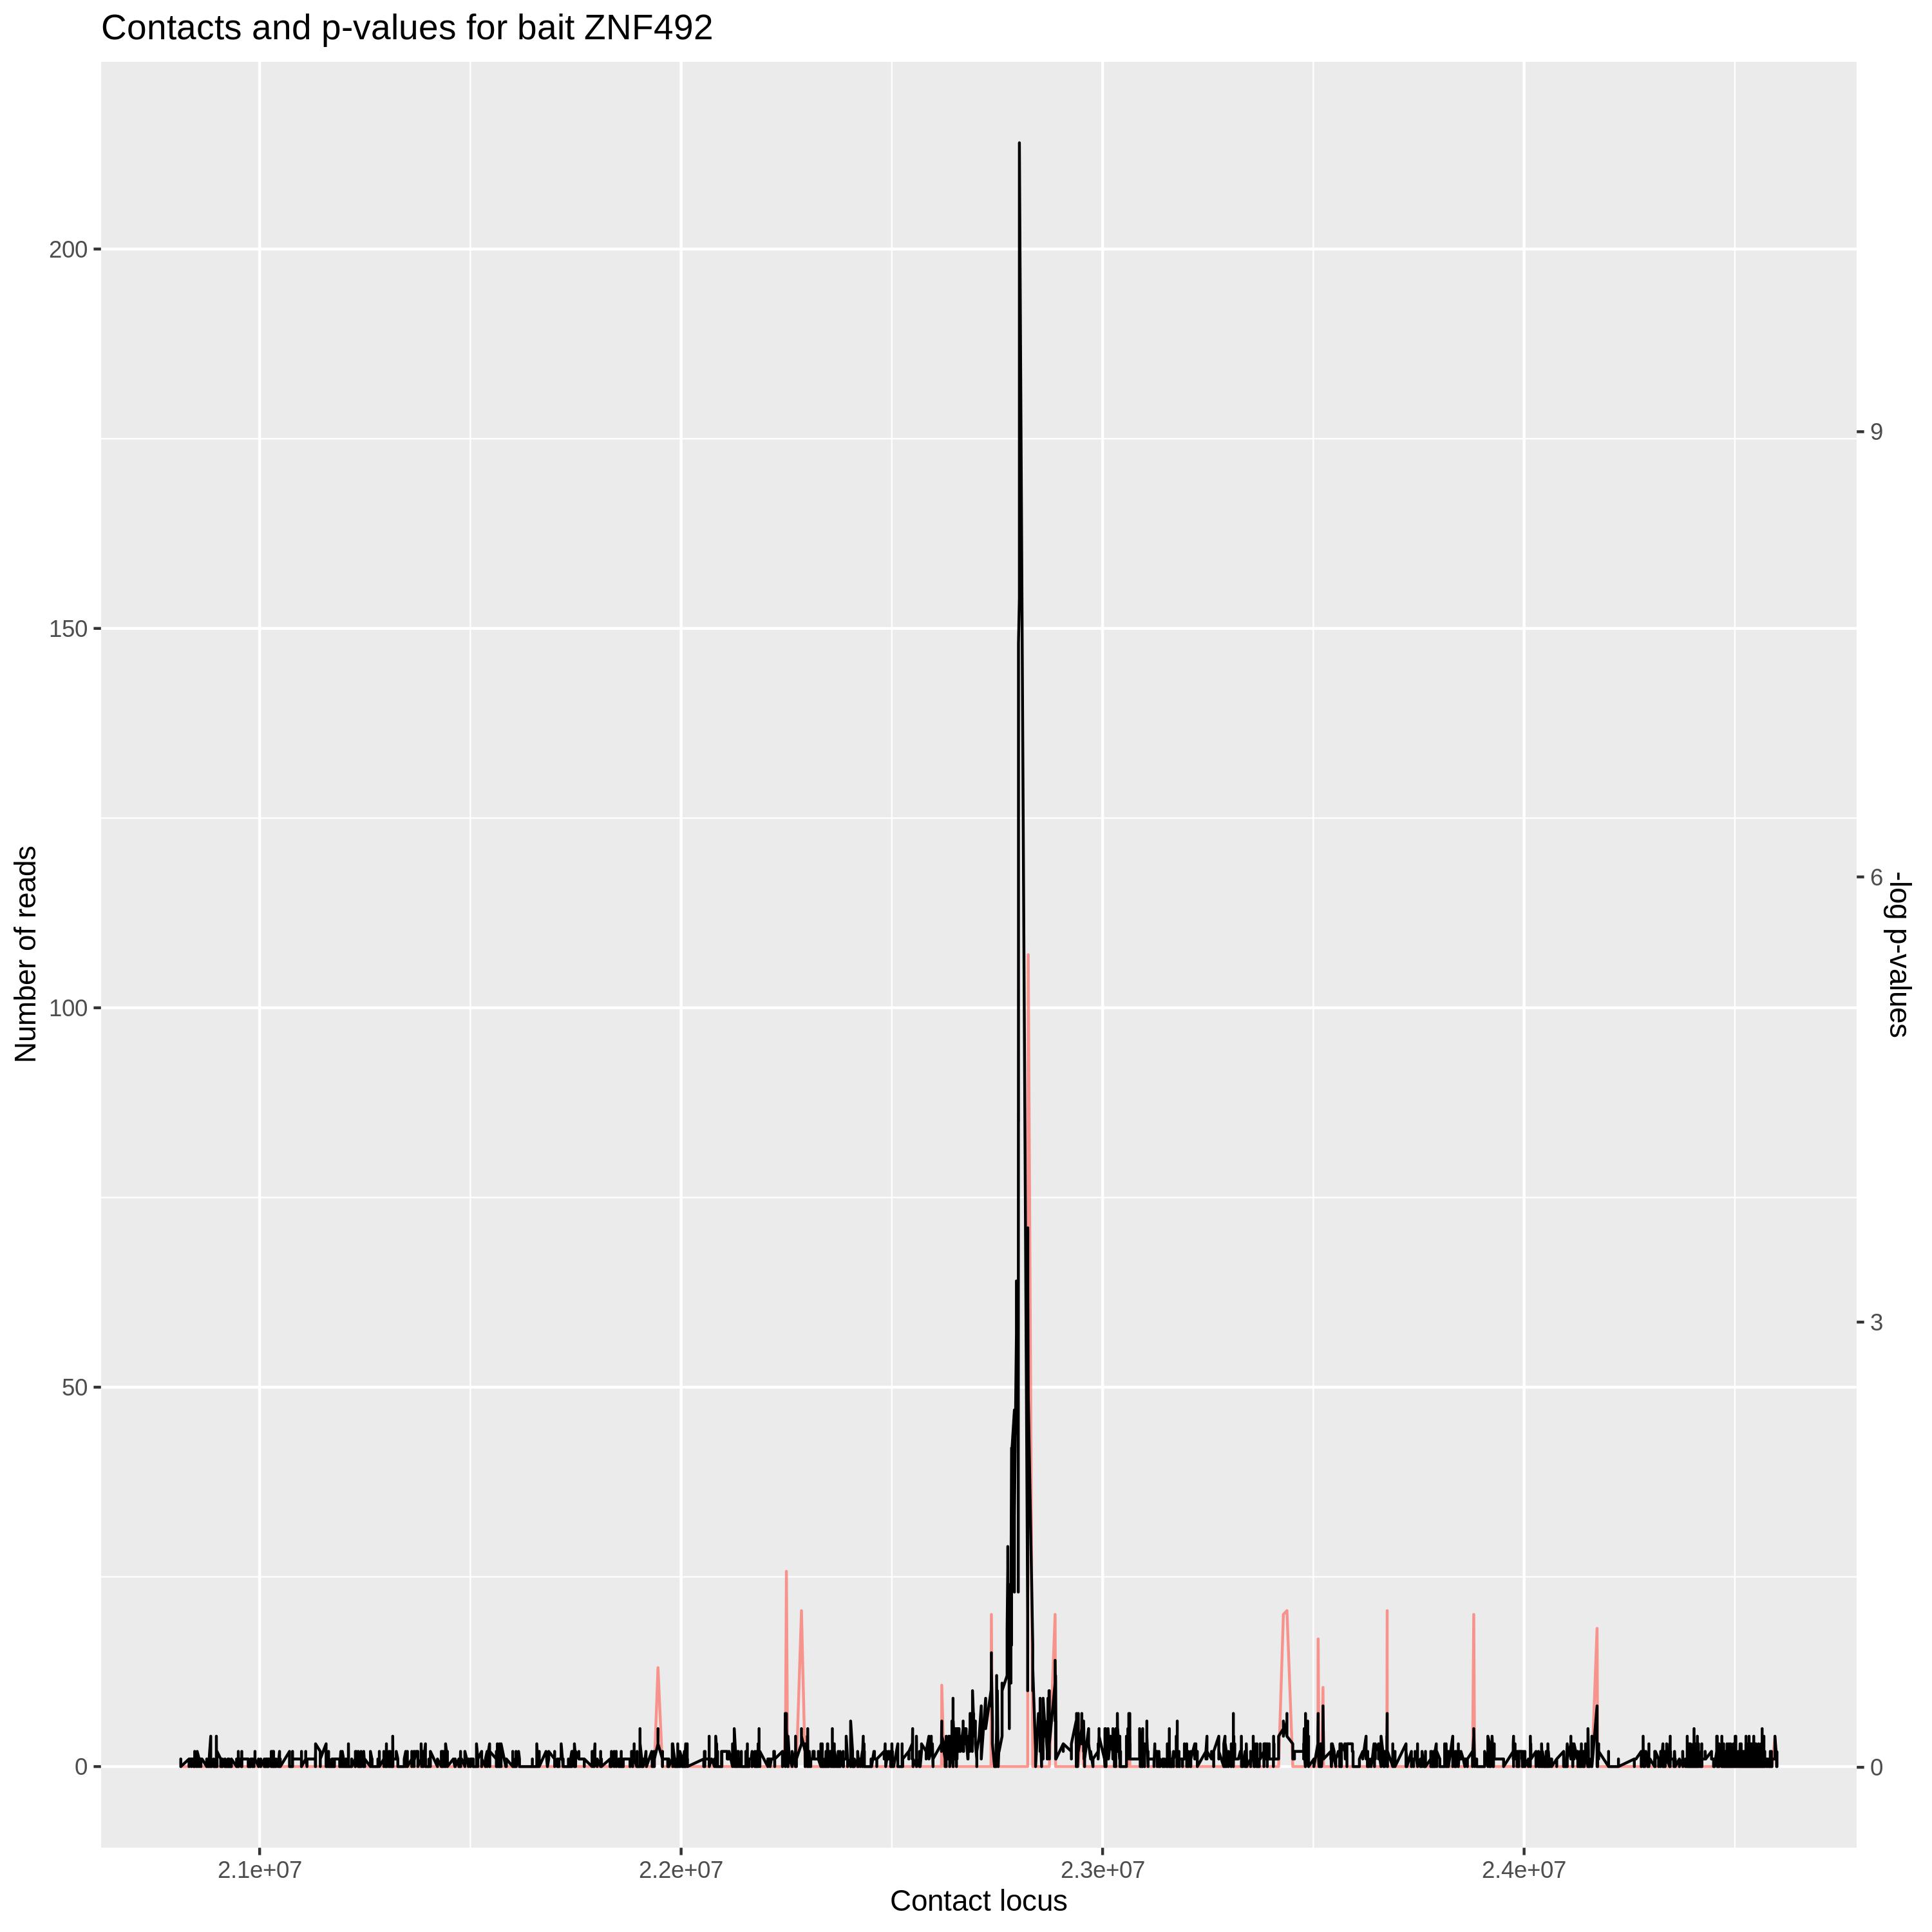 Contacts and p-values for bait ZNF492
200
150
100
50
0
Number of reads
9
6
3
0
-log p-values
2.1e+07
2.2e+07
2.3e+07
2.4e+07
Contact locus